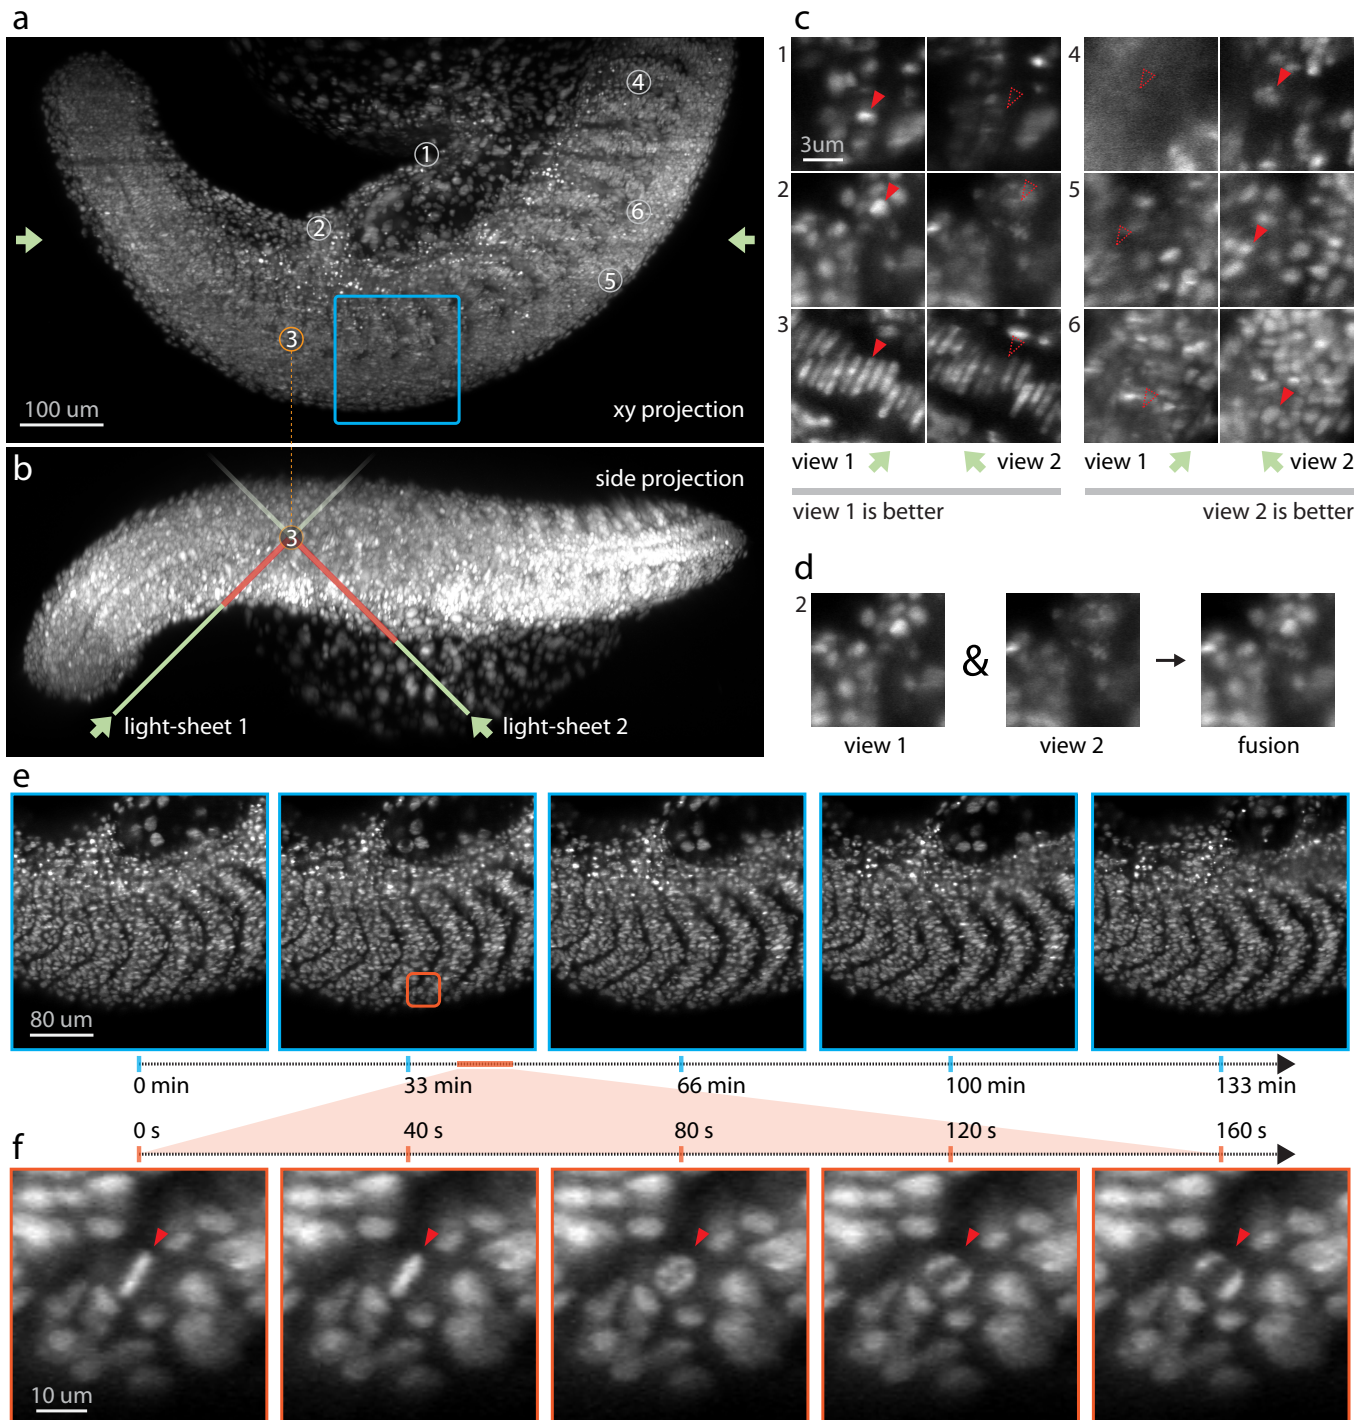 a
1
2
3
4
5
6
100 um
xy projection
b
side projection
3
light-sheet 1
light-sheet 2
c
1
4
3um
2
5
3
6
view 1
view 2
view 1
view 2
view 1 is better
view 2 is better
d
2
&
view 1
view 2
fusion
e
80 um
0 min
33 min
66 min
100 min
133 min
f
0 s
40 s
80 s
120 s
160 s
10 um